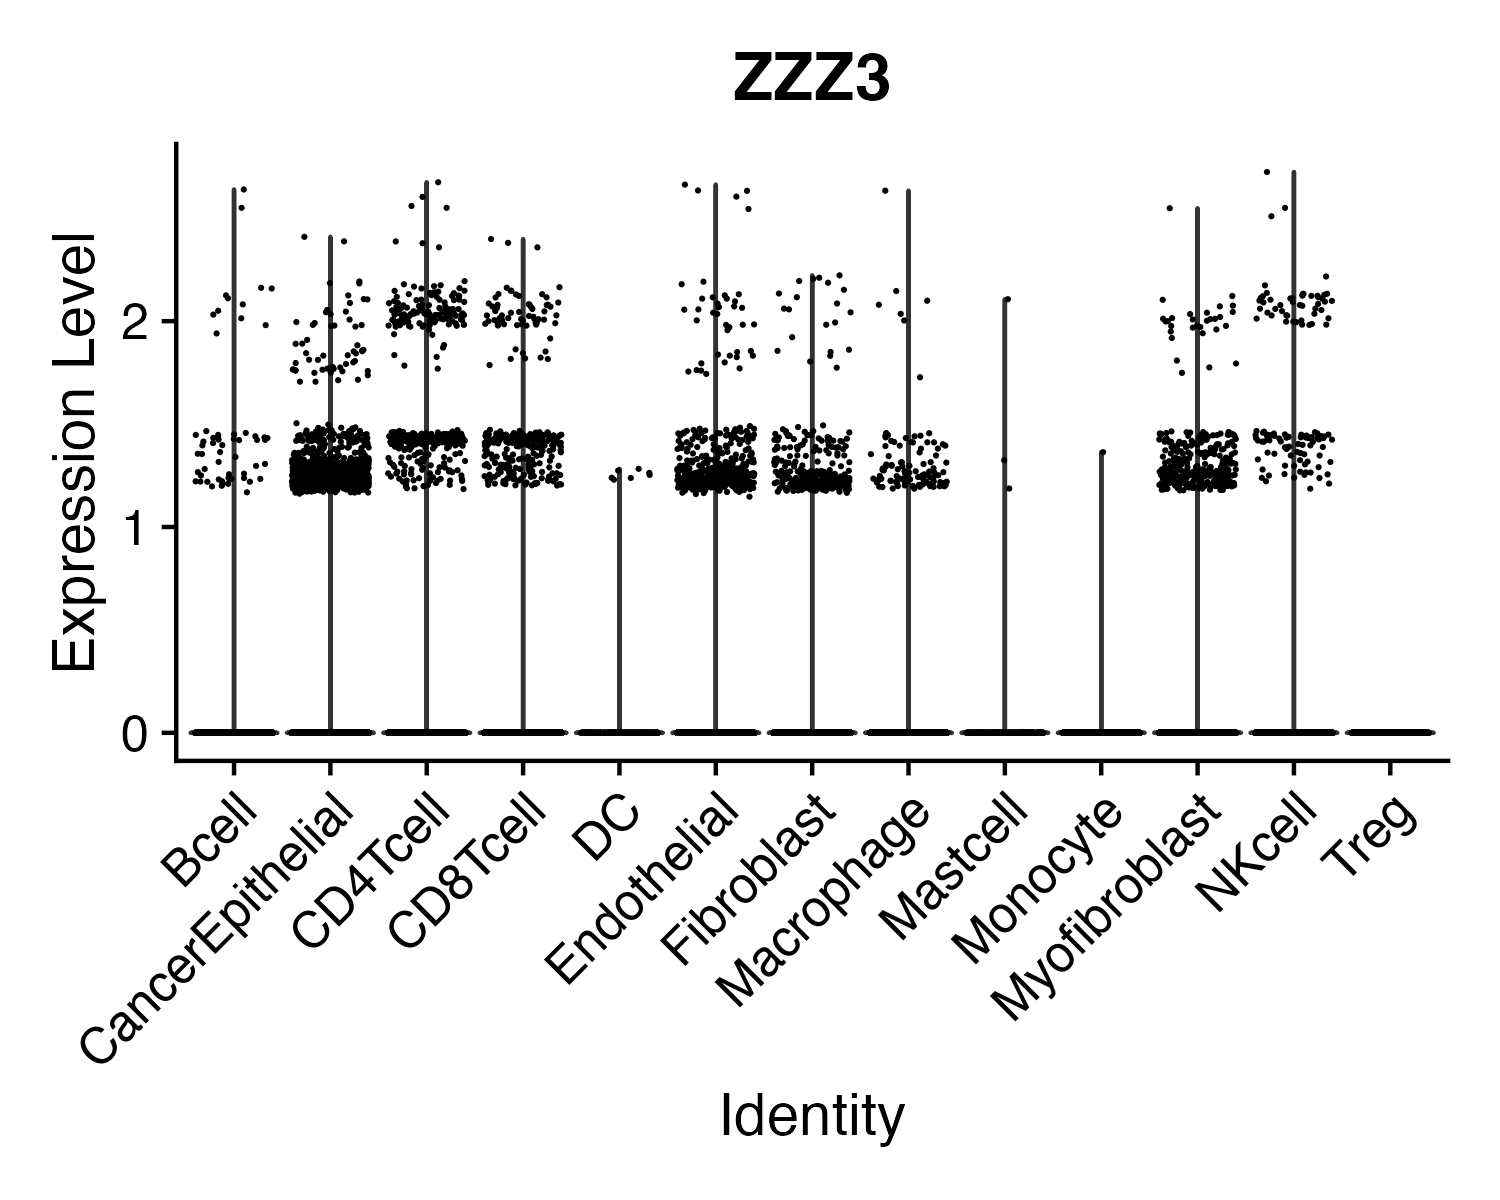 ZZZ3
Expression Level
2
1
0
Bcell
CancerEpithelial
CD4Tcell
CD8Tcell
DC
Endothelial
Fibroblast
Macrophage
Mastcell
Monocyte
Myofibroblast
NKcell
Treg
Identity